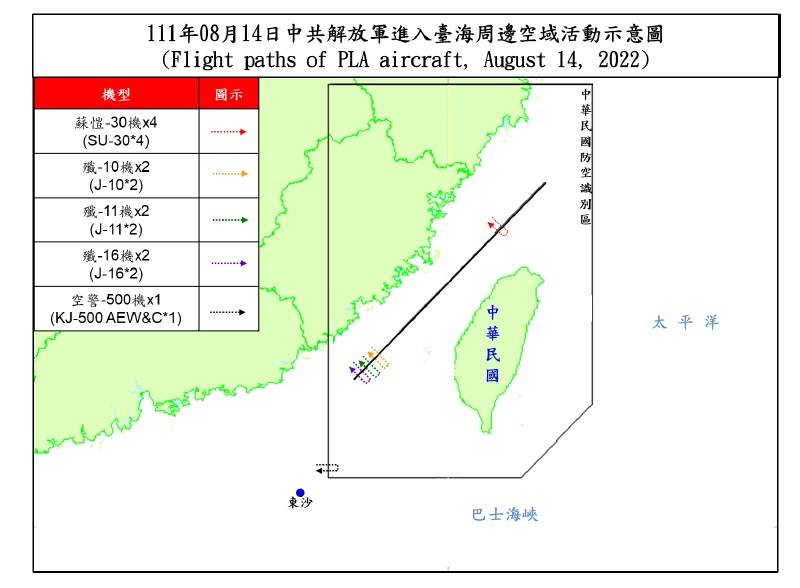 111年08月14日中共解放軍進入臺海周邊空域活動示意圖
(Flight paths of PLA aircraft, August 14, 2022)
機型 圖示
蘇愷-30機x4
(SU-30*4)
殲-10機x2
(J-10*2)
殲-11機x2
(J-11*2)
殲-16機x2
(J-16*2)
空警-500機x1
(KJ-500 AEW&C*1)
中華民國防空識別區
中華民國
太平洋
東沙
巴士海峽